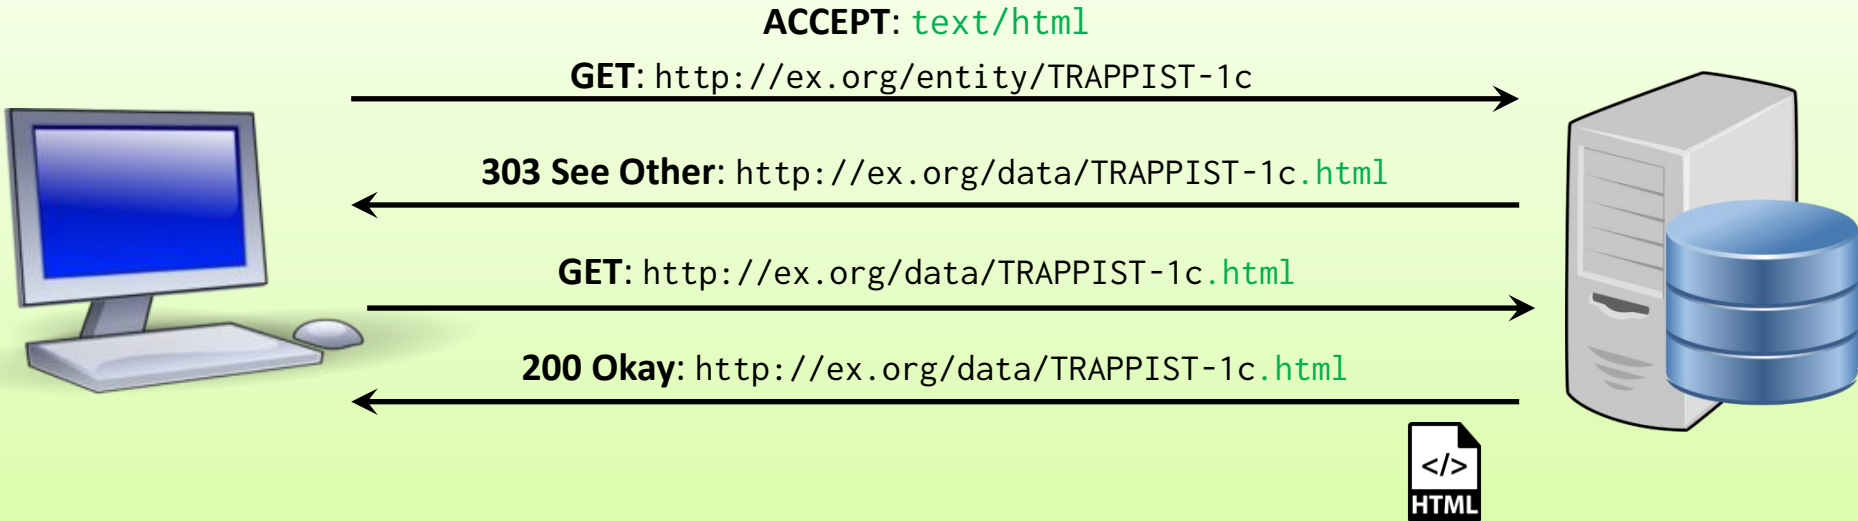 ACCEPT: text/html
GET: http://ex.org/entity/TRAPPIST-1c
303 See Other: http://ex.org/data/TRAPPIST-1c.html
GET: http://ex.org/data/TRAPPIST-1c.html
200 Okay: http://ex.org/data/TRAPPIST-1c.html
</>
HTML